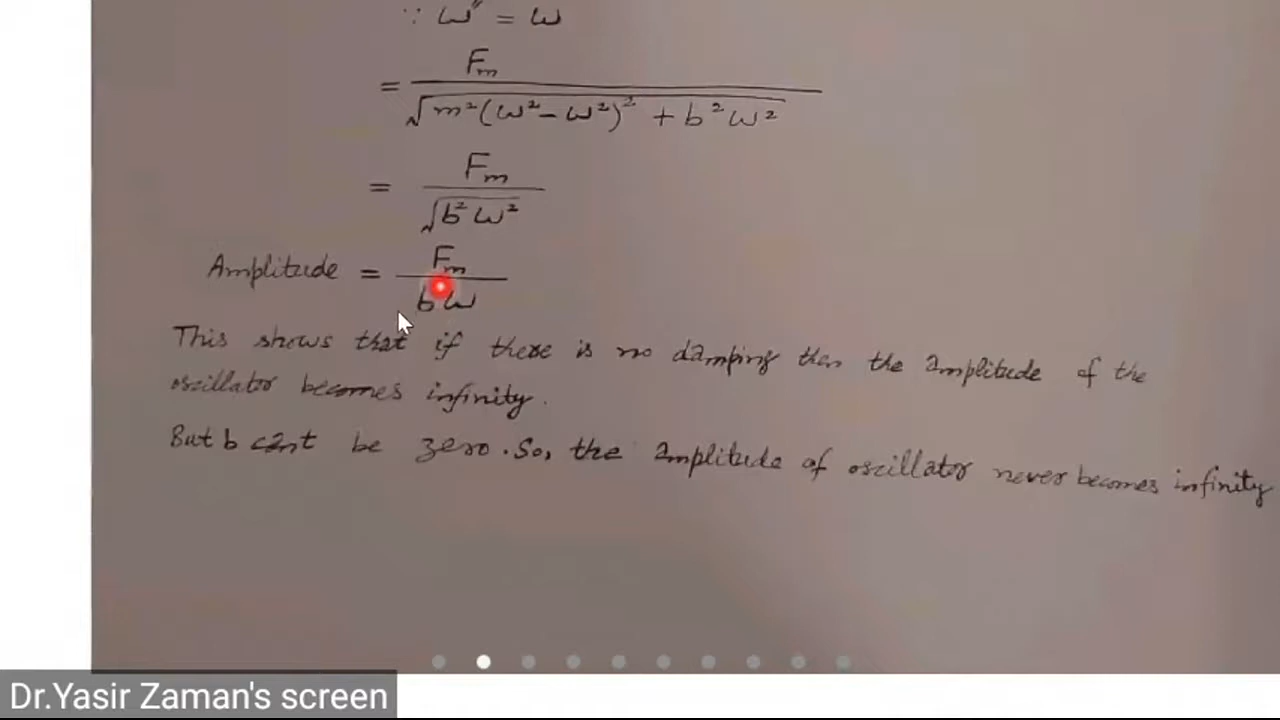 ∵ ω″ = ω
= Fm / √m²(ω² - ω²)² + b²ω²
= Fm / √b²ω²
Amplitude = Fm / bω
This shows that if there is no damping then the amplitude of the
oscillator becomes infinity.
But b can't be zero. So, the amplitude of oscillator never becomes infinity
Dr.Yasir Zaman's screen